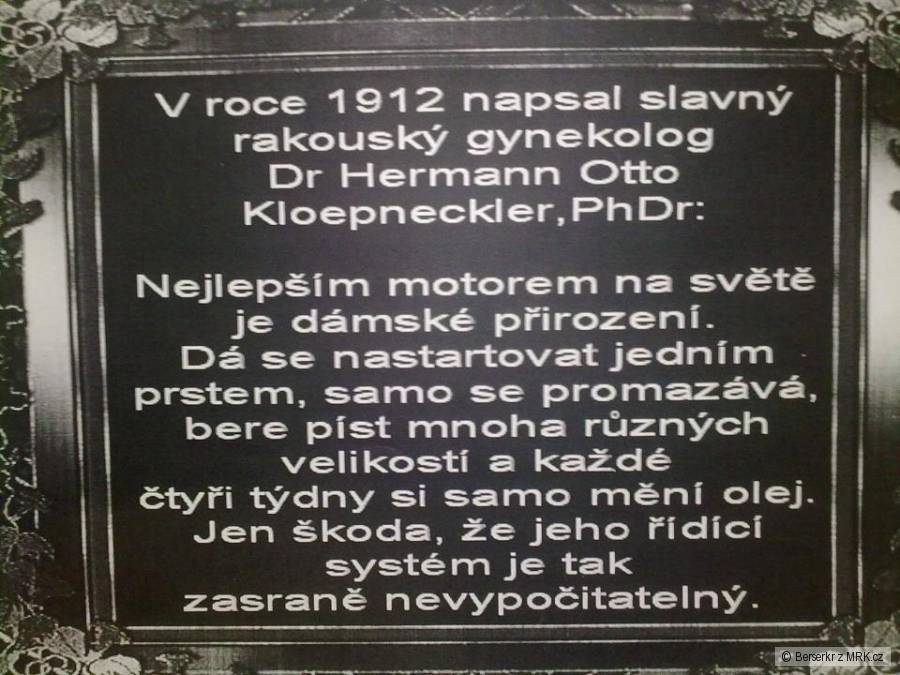 V roce 1912 napsal slavný
rakouský gynekolog
Dr Hermann Otto
Kloepneckler,PhDr:
Nejlepším motorem na světě
je dámské přirození.
Dá se nastartovat jedním
prstem, samo se promazává,
bere píst mnoha různých
velikostí a každé
čtyři týdny si samo mění olej.
Jen škoda, že jeho řídící
systém je tak
zasraně nevypočitatelný.
© Berserkr z MRK.cz